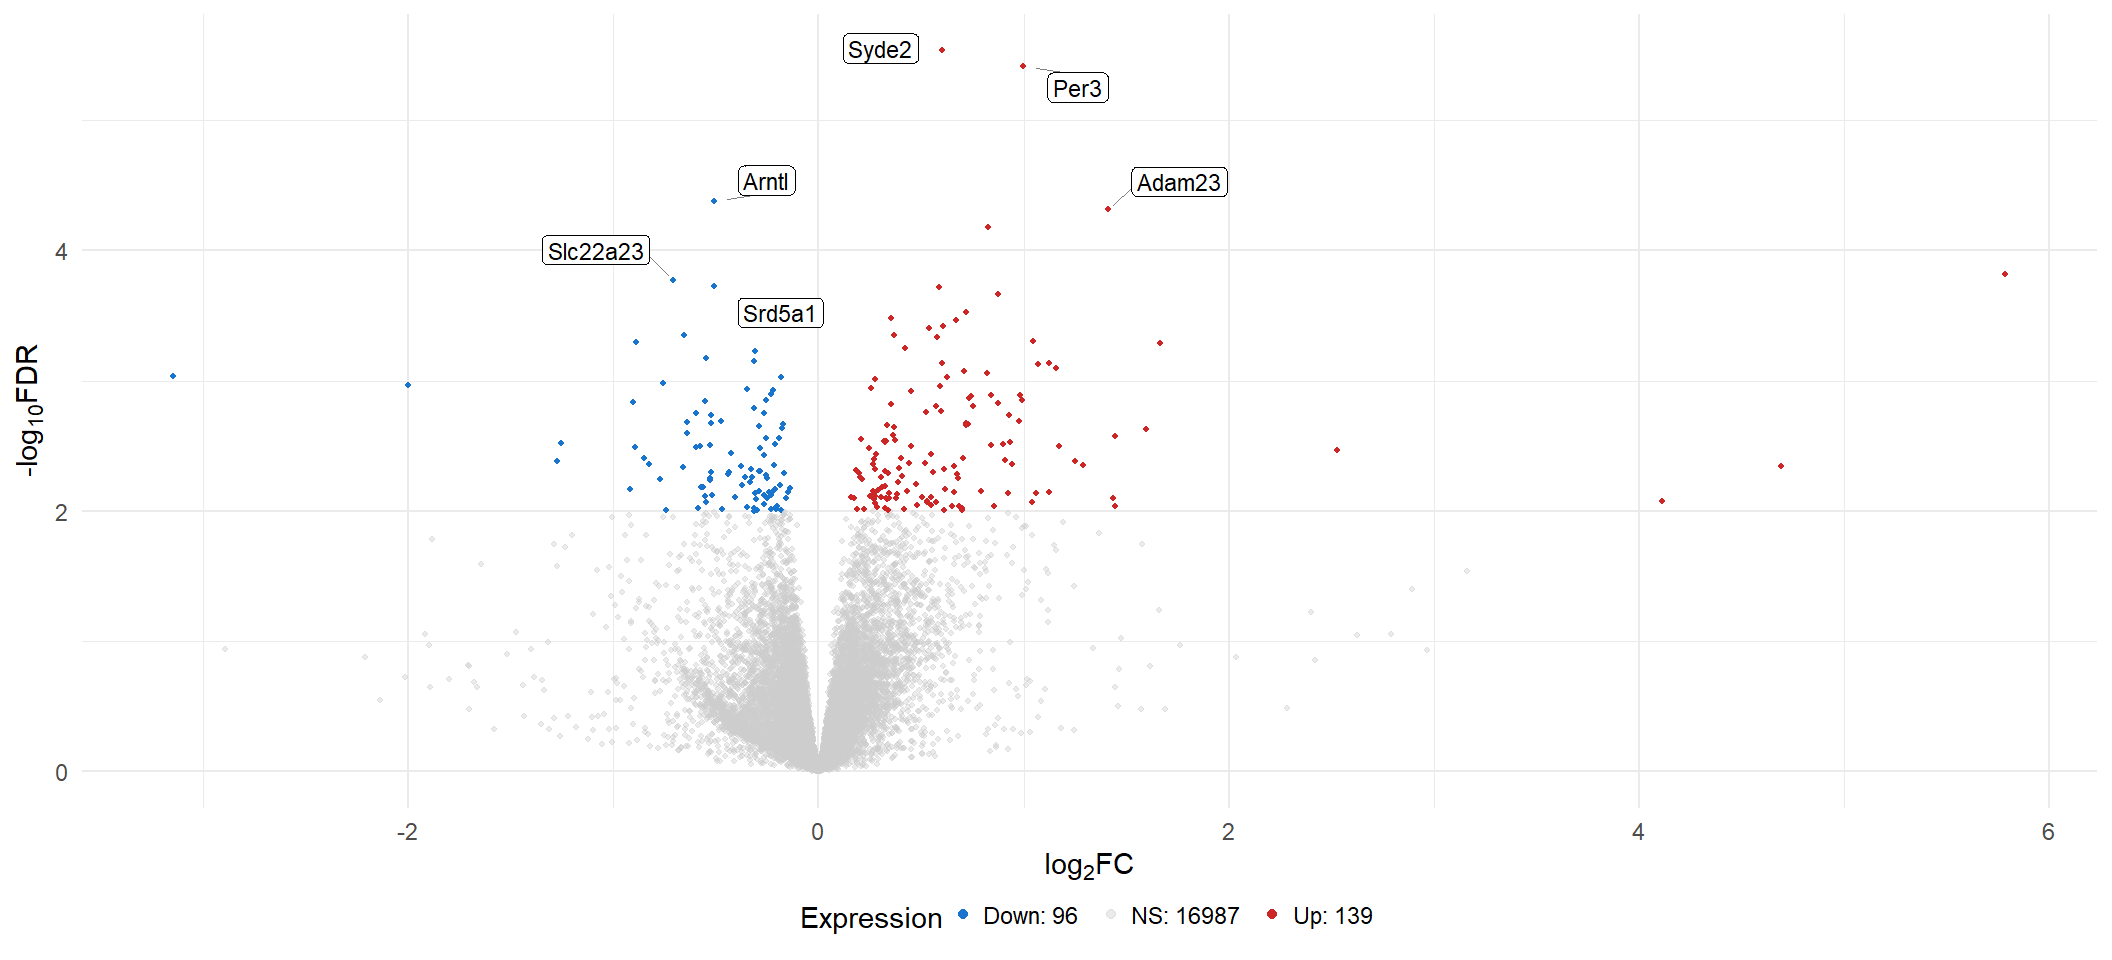 Syde2
Per3
Arntl
Adam23
Slc22a23
Srd5a1
-log₁₀FDR
4
2
0
-2
0
2
4
6
log₂FC
Expression Down: 96 NS: 16987 Up: 139